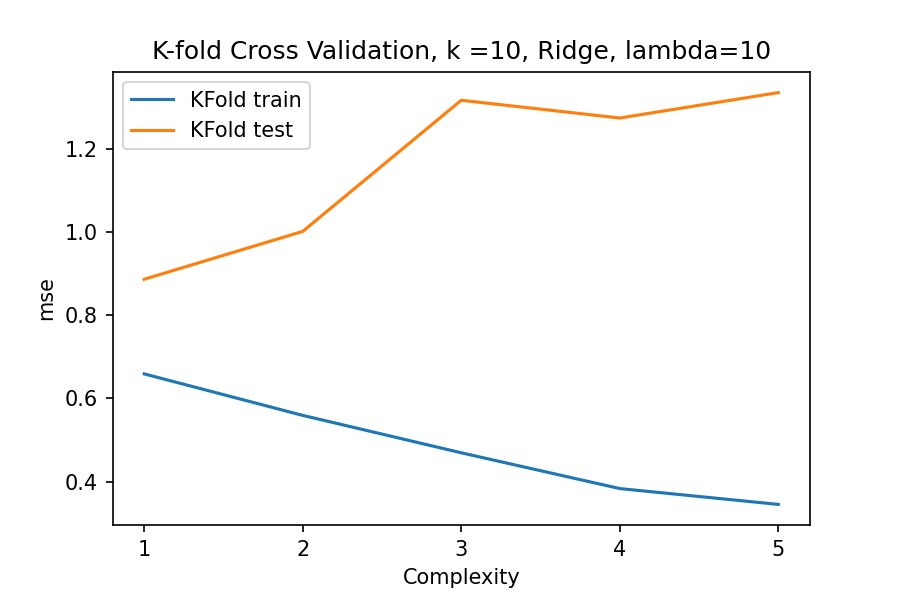 K-fold Cross Validation, k =10, Ridge, lambda=10
KFold train
KFold test
1.2
1.0
0.8
0.6
0.4
mse
1 2 3 4 5
Complexity